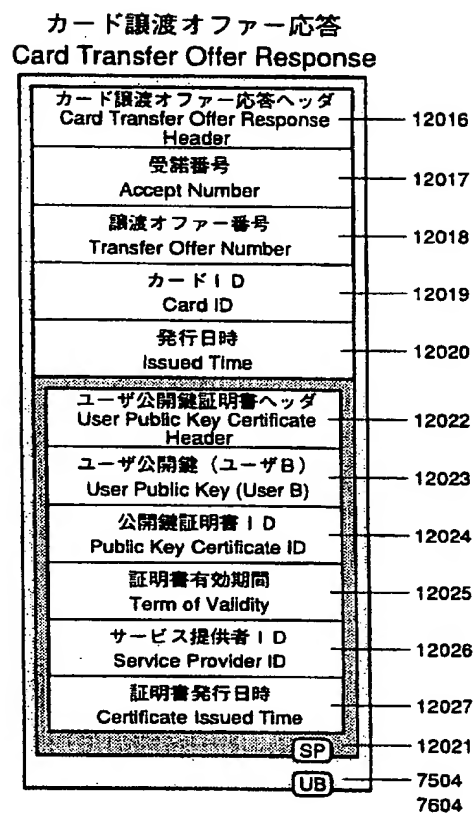 カード譲渡オファー応答
Card Transfer Offer Response
カード譲渡オファー応答ヘッダ
Card Transfer Offer Response
Header
12016
受諾番号
Accept Number
12017
譲渡オファー番号
Transfer Offer Number
12018
カードID
Card ID
12019
発行日時
Issued Time
12020
ユーザ公開鍵証明書ヘッダ
User Public Key Certificate
Header
12022
ユーザ公開鍵（ユーザB）
User Public Key (User B)
12023
公開鍵証明書ID
Public Key Certificate ID
12024
証明書有効期間
Term of Validity
12025
サービス提供者ID
Service Provider ID
12026
証明書発行日時
Certificate Issued Time
12027
SP
12021
UB
7504
7604